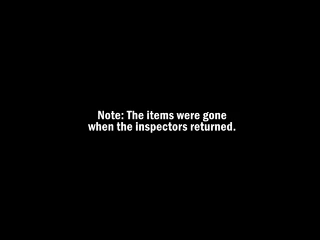 Note: The items were gone
when the inspectors returned.